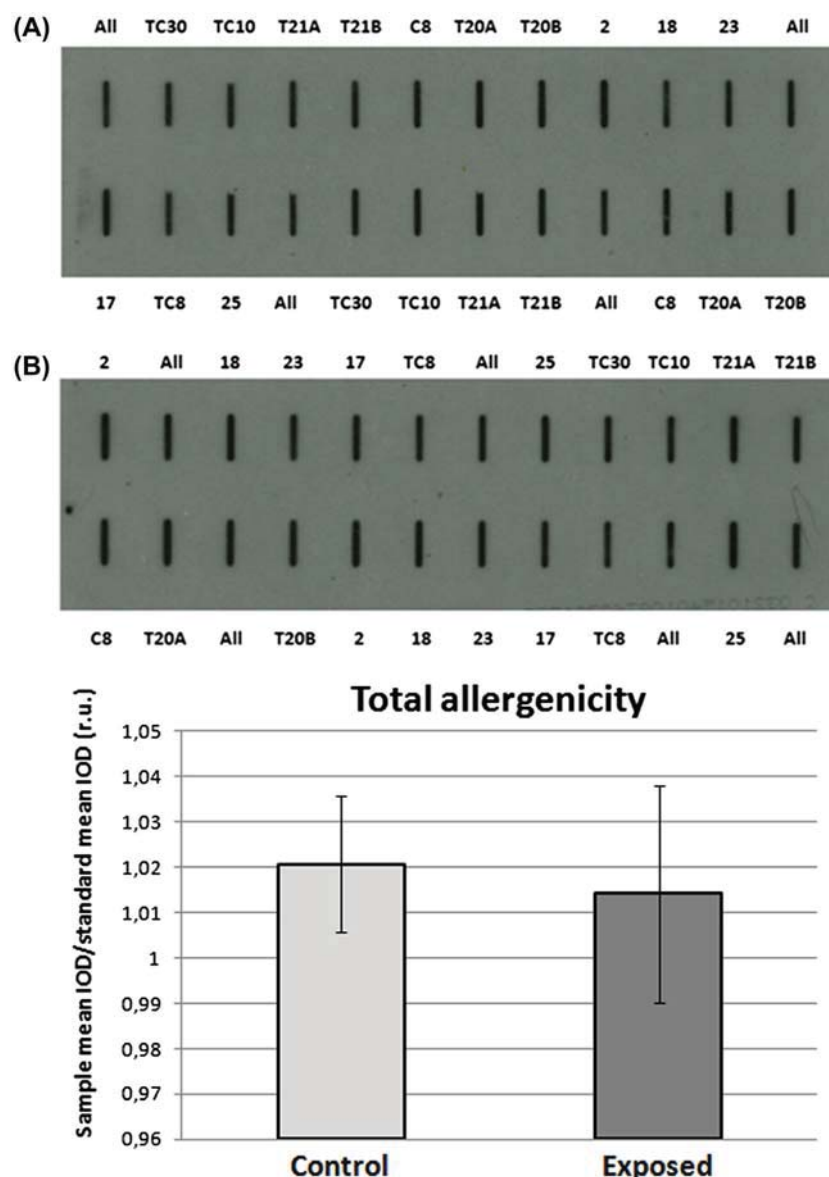 (A)
All TC30 TC10 T21A T21B C8 T20A T20B 2 18 23 All
17 TC8 25 All TC30 TC10 T21A T21B All C8 T20A T20B
(B)
2 All 18 23 17 TC8 All 25 TC30 TC10 T21A T21B
C8 T20A All T20B 2 18 23 17 TC8 All 25 All
Total allergenicity
Sample mean IOD/standard mean IOD (r.u.)
1,05
1,04
1,03
1,02
1,01
1
0,99
0,98
0,97
0,96
Control Exposed